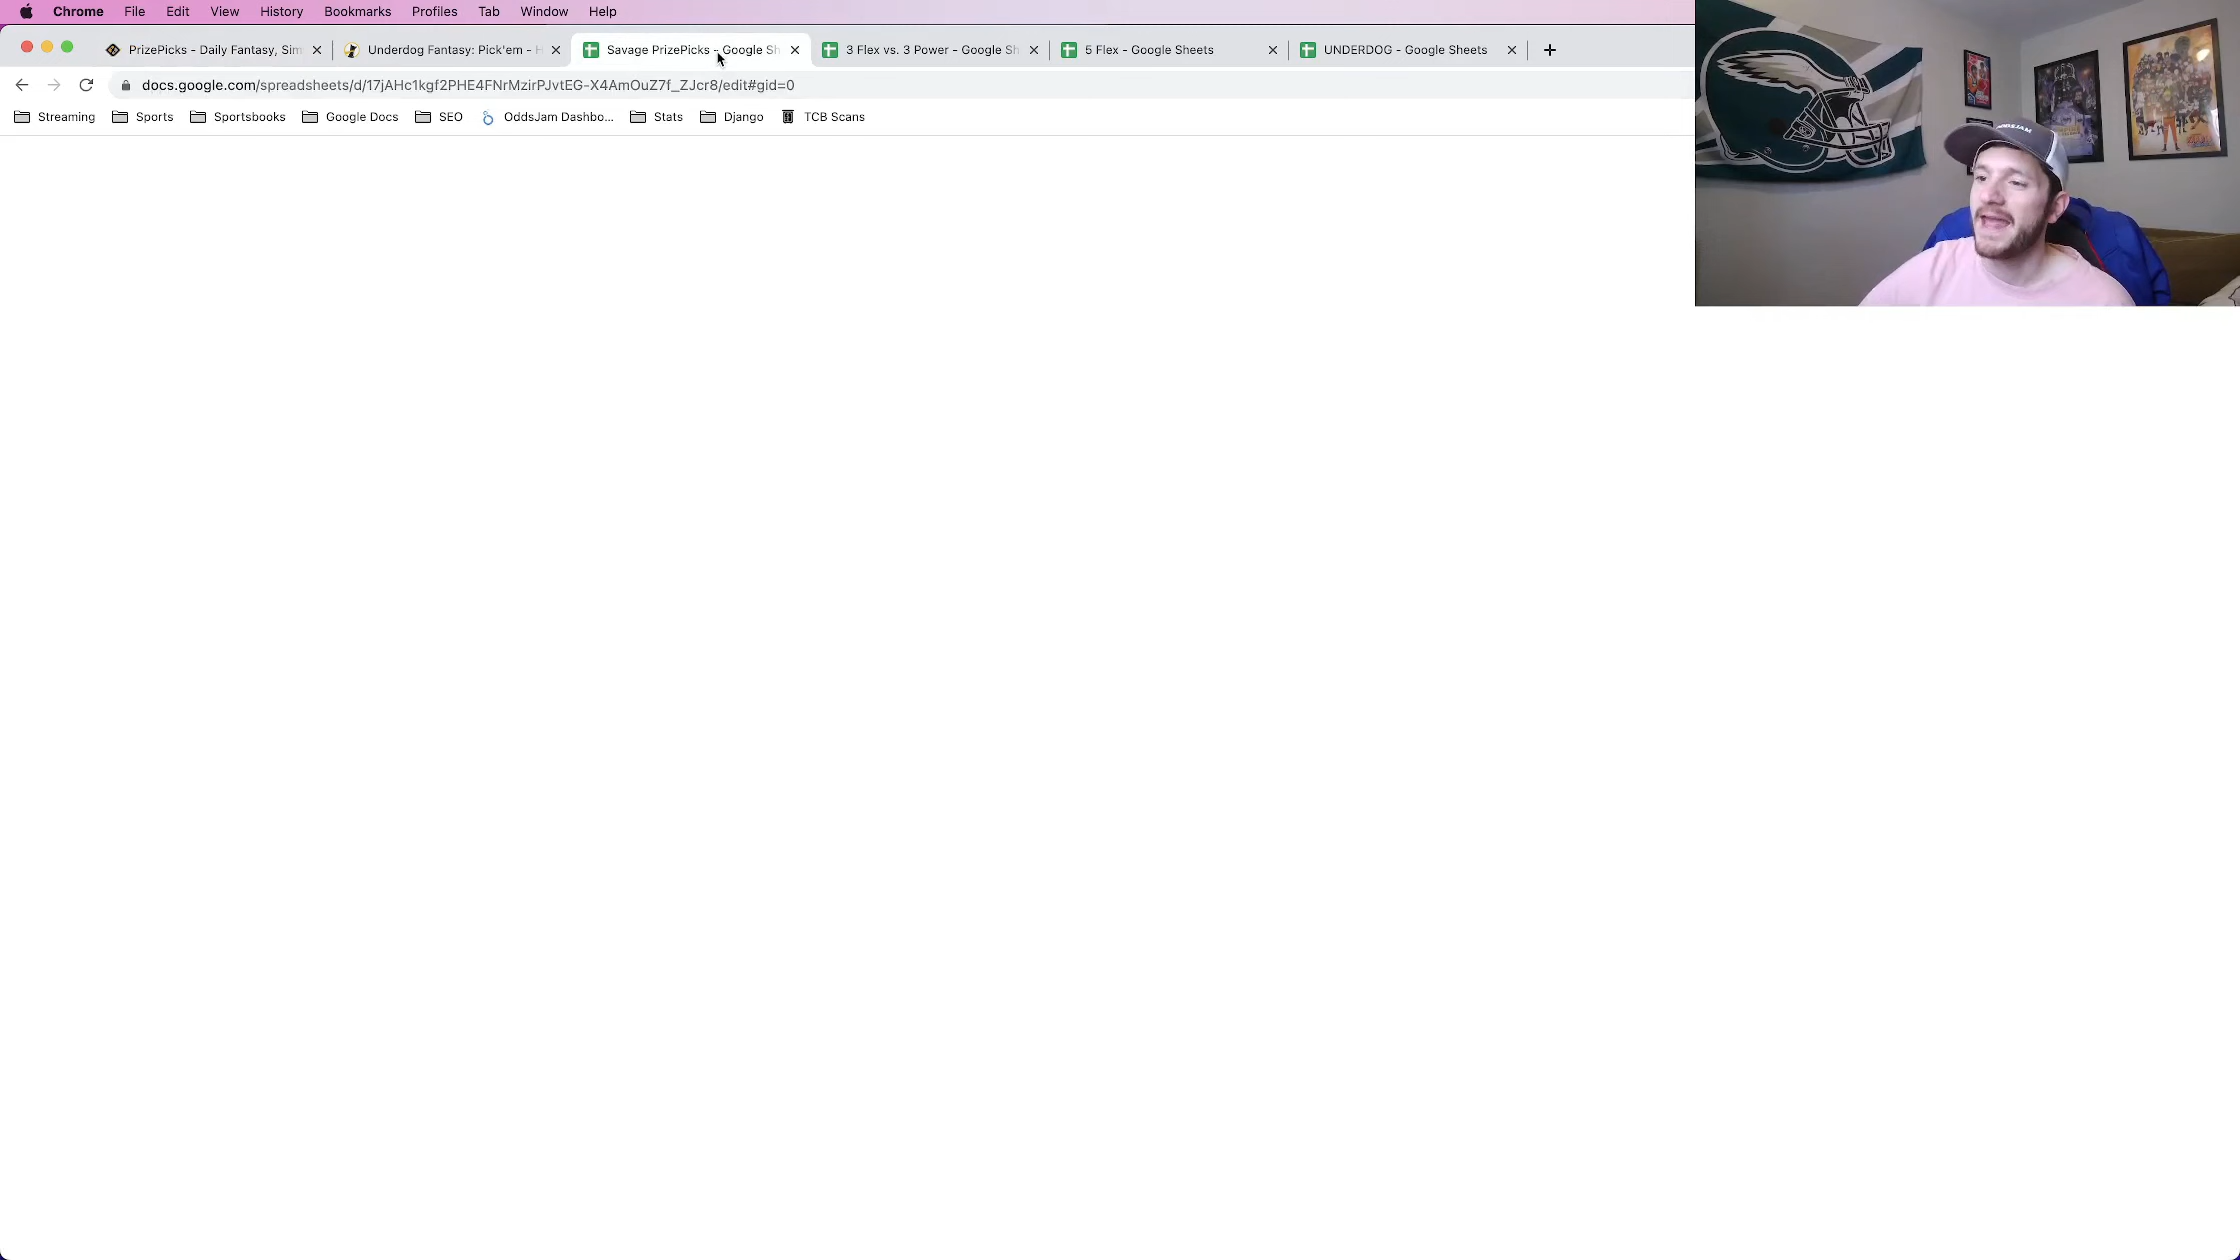 Chrome File Edit View History Bookmarks Profiles Tab Window Help
PrizePicks - Daily Fantasy, Sim
Underdog Fantasy: Pick'em - H
Savage PrizePicks - Google Sh
3 Flex vs. 3 Power - Google Sh
5 Flex - Google Sheets
UNDERDOG - Google Sheets
docs.google.com/spreadsheets/d/17jAHc1kgf2PHE4FNrMzirPJvtEG-X4AmOuZ7f_ZJcr8/edit#gid=0
Streaming Sports Sportsbooks Google Docs SEO OddsJam Dashbo... Stats Django TCB Scans
ODDSJAM